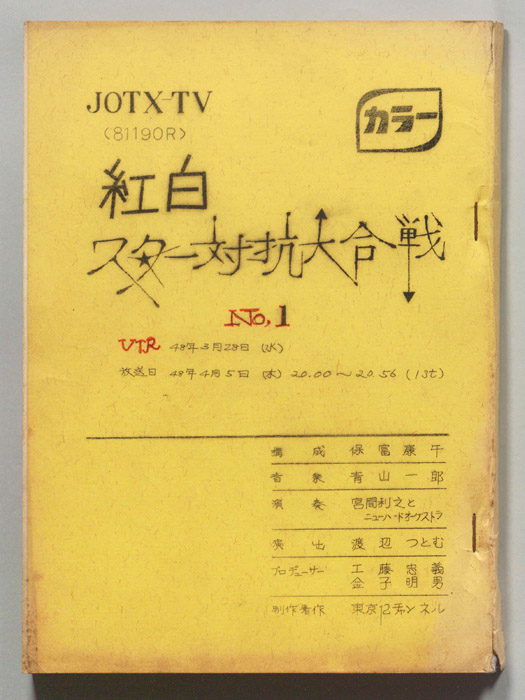 JOTX-TV
(81190R)
カラー
紅白
スター対抗大合戦
No,1
VTR 48年3月28日 (水)
放送日 48年4月5日 (木) 20.00〜20.56 (1st)
構成 保富康午
音楽 青山一郎
演奏 宮間利之と
ニューハードオーケストラ
演出 渡辺つとむ
プロデューサー 工藤忠義
金子明男
制作著作 東京12チャンネル